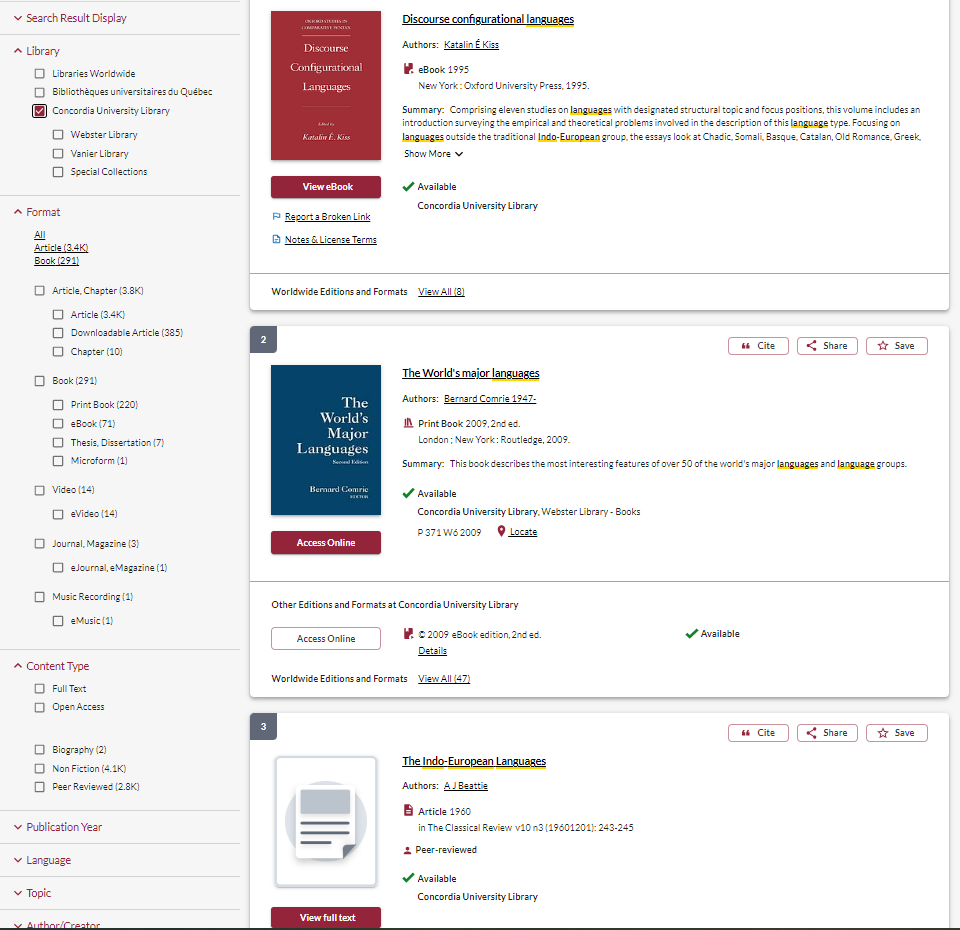 Search Result Display
Library
Libraries Worldwide
Bibliothèques universitaires du Québec
Concordia University Library
Webster Library
Vanier Library
Special Collections
Format
All
Article (3.4K)
Book (291)
Article, Chapter (3.8K)
Article (3.4K)
Downloadable Article (385)
Chapter (10)
Book (291)
Print Book (220)
eBook (71)
Thesis, Dissertation (7)
Microform (1)
Video (14)
eVideo (14)
Journal, Magazine (3)
eJournal, eMagazine (1)
Music Recording (1)
eMusic (1)
Content Type
Full Text
Open Access
Biography (2)
Non Fiction (4.1K)
Peer Reviewed (2.8K)
Publication Year
Language
Topic
Author/Creator
OXFORD STUDIES IN
COMPARATIVE SYNTAX
Discourse
Configurational
Languages
Edited by
Katalin É. Kiss
View eBook
Report a Broken Link
Notes & License Terms
Discourse configurational languages
Authors: Katalin É Kiss
eBook 1995
New York : Oxford University Press, 1995.
Summary: Comprising eleven studies on languages with designated structural topic and focus positions, this volume includes an
introduction surveying the empirical and theoretical problems involved in the description of this language type. Focusing on
languages outside the traditional Indo-European group, the essays look at Chadic, Somali, Basque, Catalan, Old Romance, Greek,
Show More
Available
Concordia University Library
Worldwide Editions and Formats View All (8)
2
Cite Share Save
The
World's
Major
Languages
Second Edition
Bernard Comrie
EDITOR
Access Online
The World's major languages
Authors: Bernard Comrie 1947-
Print Book 2009, 2nd ed.
London ; New York : Routledge, 2009.
Summary: This book describes the most interesting features of over 50 of the world's major languages and language groups.
Available
Concordia University Library, Webster Library - Books
P 371 W6 2009 Locate
Other Editions and Formats at Concordia University Library
Access Online
© 2009 eBook edition, 2nd ed.
Available
Details
Worldwide Editions and Formats View All (47)
3
Cite Share Save
The Indo-European Languages
Authors: A J Beattie
Article 1960
in The Classical Review v10 n3 (19601201): 243-245
Peer-reviewed
Available
Concordia University Library
View full text